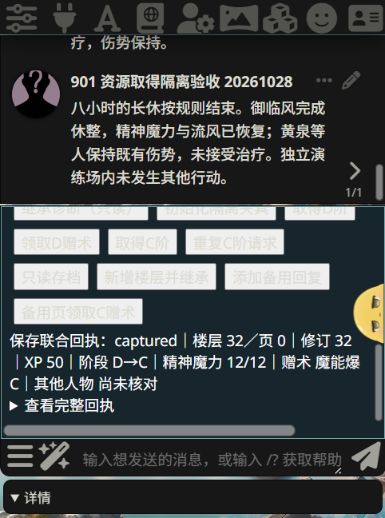 疗，伤势保持。
901 资源取得隔离验收 20261028
八小时的长休按规则结束。御临风完成
休整，精神魔力与流风已恢复；黄泉等
人保持既有伤势，未接受治疗。独立演
练场内未发生其他行动。
1/1
取得D阶
领取D赠术 取得C阶 重复C阶请求
只读存档 新增楼层并继承 添加备用回复
备用页领取C赠术
保存联合回执：captured｜楼层 32／页 0｜修订 32
｜XP 50｜阶段 D→C｜精神魔力 12/12｜赠术 魔能爆
C｜其他人物 尚未核对
▶ 查看完整回执
输入想发送的消息，或输入 /? 获取帮助
▼ 详情